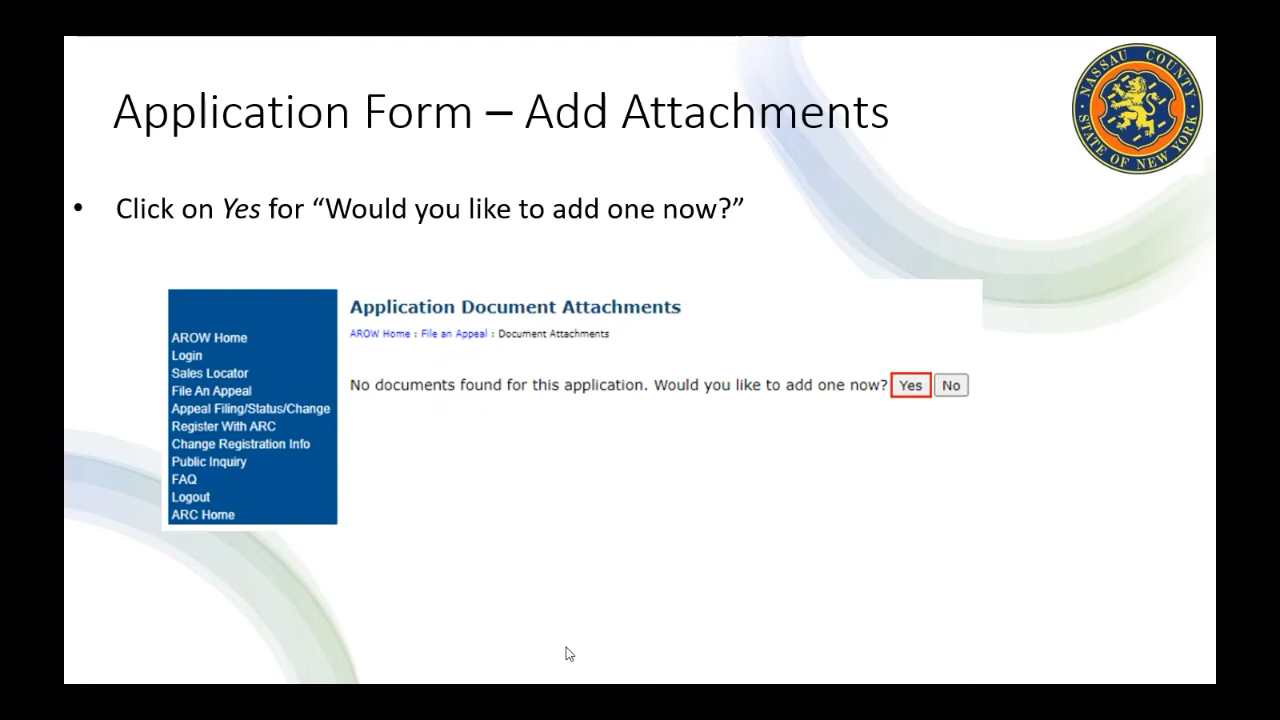 Application Form – Add Attachments
NASSAU COUNTY
STATE OF NEW YORK
• Click on Yes for “Would you like to add one now?”
Application Document Attachments
AROW Home : File an Appeal : Document Attachments
No documents found for this application. Would you like to add one now? Yes No
AROW Home
Login
Sales Locator
File An Appeal
Appeal Filing/Status/Change
Register With ARC
Change Registration Info
Public Inquiry
FAQ
Logout
ARC Home